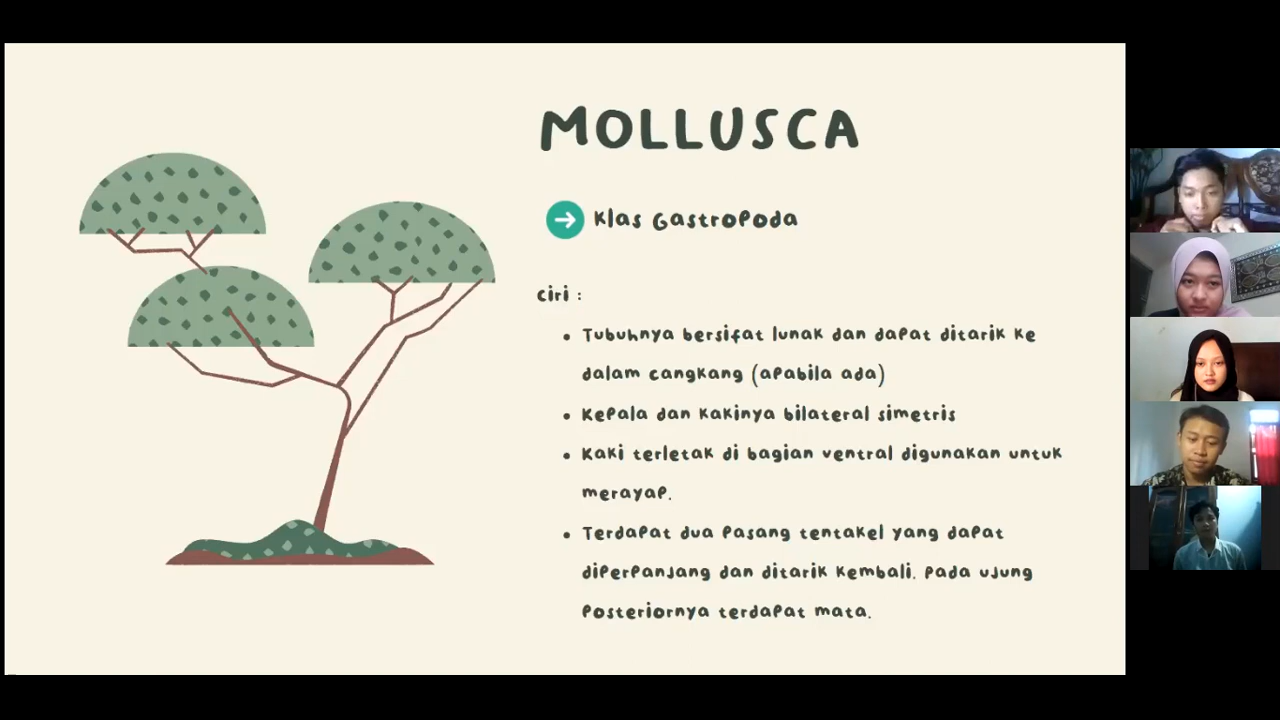 MOLLUSCA
Klas Gastropoda
Ciri :
• Tubuhnya bersifat lunak dan dapat ditarik ke
dalam cangkang (apabila ada)
• Kepala dan kakinya bilateral simetris
• Kaki terletak di bagian ventral digunakan untuk
merayap.
• Terdapat dua pasang tentakel yang dapat
diperpanjang dan ditarik kembali. Pada ujung
posteriornya terdapat mata.